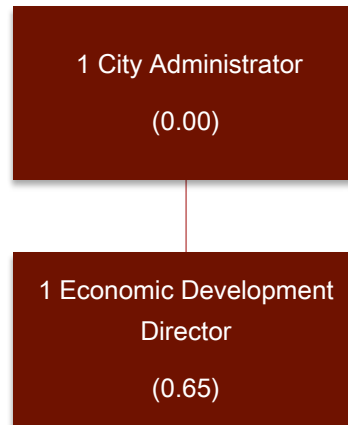 1 City Administrator
(0.00)
1 Economic Development
Director
(0.65)